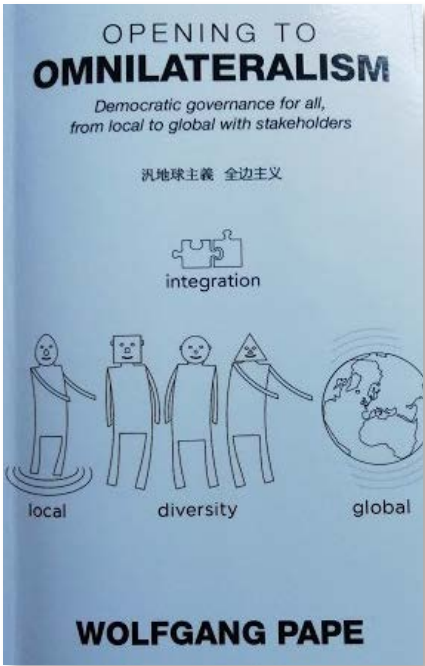 OPENING TO
OMNILATERALISM
Democratic governance for all,
from local to global with stakeholders
汎地球主義 全边主义
integration
local diversity global
WOLFGANG PAPE